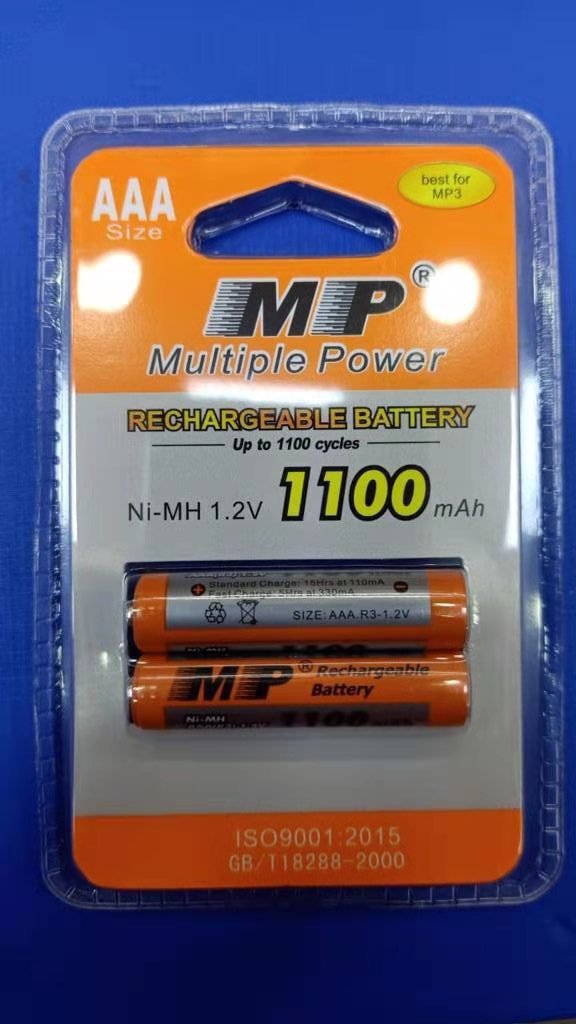 AAA
Size
best for
MP3
MP®
Multiple Power
RECHARGEABLE BATTERY
Up to 1100 cycles
Ni-MH 1.2V 1100 mAh
Standard Charge: 16Hrs at 110mA
Fast Charge: 5Hrs at 330mA
SIZE: AAA.R3-1.2V
MP® Rechargeable
Battery
Ni-MH
1100
ISO9001:2015
GB/T18288-2000